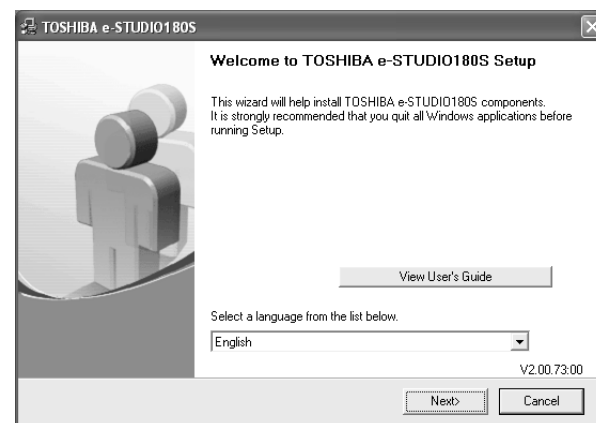 TOSHIBA e-STUDIO180S
Welcome to TOSHIBA e-STUDIO180S Setup
This wizard will help install TOSHIBA e-STUDIO180S components.
It is strongly recommended that you quit all Windows applications before
running Setup.
View User's Guide
Select a language from the list below.
English
V2.00.73:00
Next>
Cancel